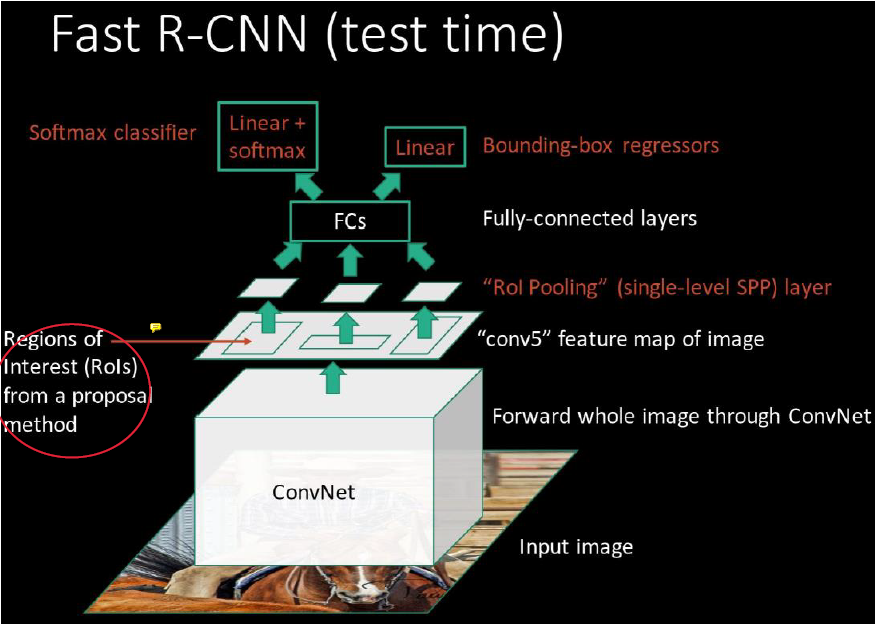 Fast R-CNN (test time)
Softmax classifier
Linear +
softmax
Linear
Bounding-box regressors
FCs
Fully-connected layers
“RoI Pooling” (single-level SPP) layer
Regions of
Interest (RoIs)
from a proposal
method
“conv5” feature map of image
Forward whole image through ConvNet
ConvNet
Input image